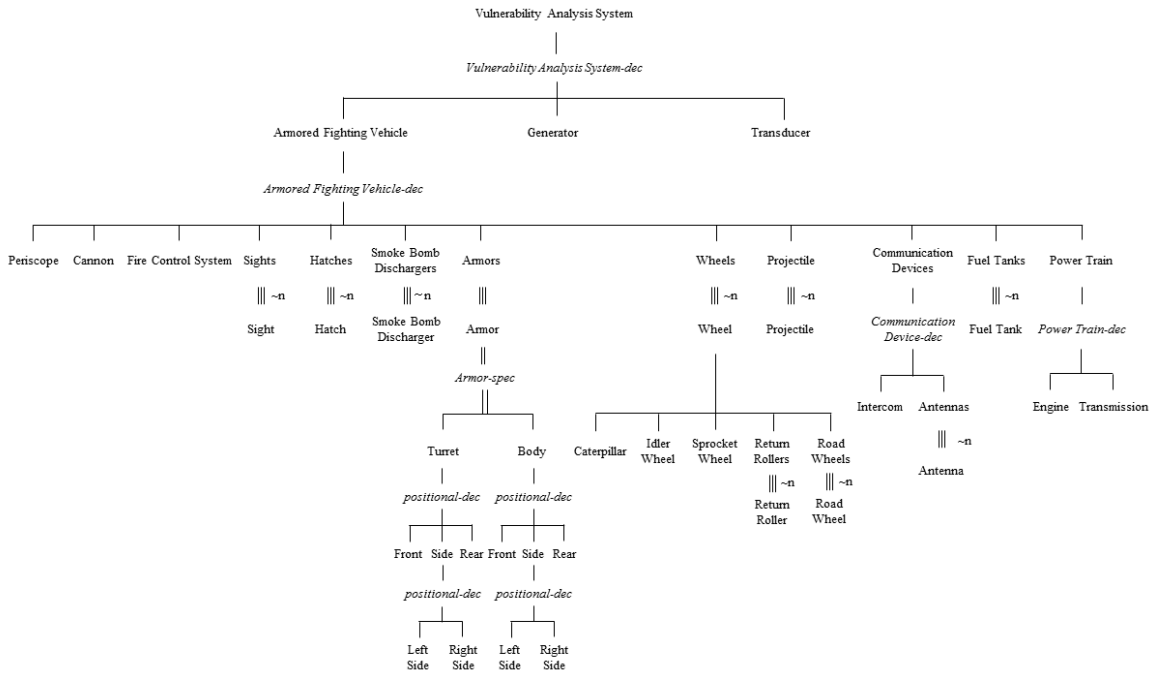 Vulnerability Analysis System
Vulnerability Analysis System-dec
Armored Fighting Vehicle
Generator
Transducer
Armored Fighting Vehicle-dec
Periscope
Cannon
Fire Control System
Sights
Hatches
Smoke Bomb
Dischargers
Armors
Wheels
Projectile
Communication
Devices
Fuel Tanks
Power Train
~n
~n
~n
~n
~n
~n
Sight
Hatch
Smoke Bomb
Discharger
Armor
Wheel
Projectile
Communication
Device-dec
Fuel Tank
Power Train-dec
Armor-spec
Intercom
Antennas
Engine
Transmission
~n
Antenna
Turret
Body
Caterpillar
Idler
Wheel
Sprocket
Wheel
Return
Rollers
Road
Wheels
~n
~n
Return
Roller
Road
Wheel
positional-dec
positional-dec
Front
Side
Rear
Front
Side
Rear
positional-dec
positional-dec
Left
Side
Right
Side
Left
Side
Right
Side